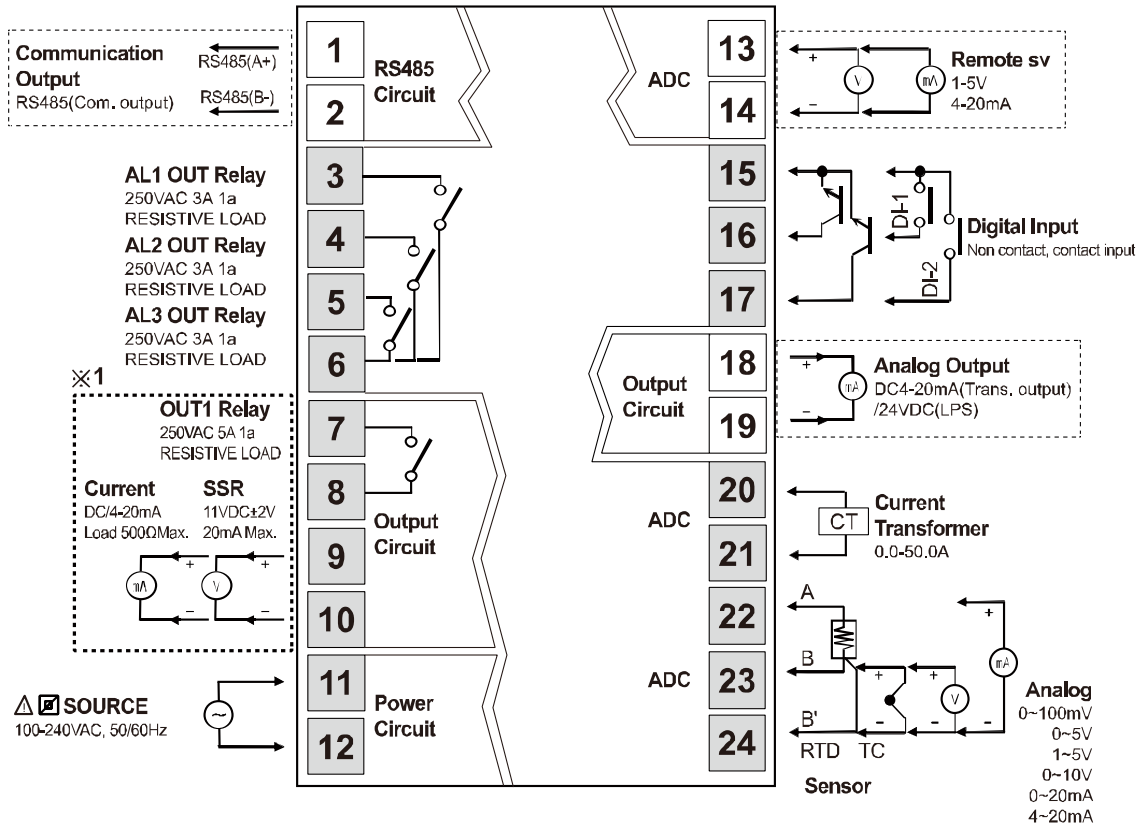 Communication
Output
RS485(Com. output)
RS485(A+)
RS485(B-)
AL1 OUT Relay
250VAC 3A 1a
RESISTIVE LOAD
AL2 OUT Relay
250VAC 3A 1a
RESISTIVE LOAD
AL3 OUT Relay
250VAC 3A 1a
RESISTIVE LOAD
※1
OUT1 Relay
250VAC 5A 1a
RESISTIVE LOAD
Current
DC/4-20mA
Load 500ΩMax.
SSR
11VDC±2V
20mA Max.
mA
+
−
V
+
−
SOURCE
100-240VAC, 50/60Hz
~
1
2
3
4
5
6
7
8
9
10
11
12
RS485
Circuit
Output
Circuit
Power
Circuit
ADC
Output
Circuit
ADC
ADC
13
14
15
16
17
18
19
20
21
22
23
24
+
−
V
mA
Remote sv
1-5V
4-20mA
DI-1
DI-2
Digital Input
Non contact, contact input
+
−
mA
Analog Output
DC4-20mA(Trans. output)
/24VDC(LPS)
CT
Current
Transformer
0.0-50.0A
A
B
B'
RTD
TC
+
−
+
−
V
+
−
mA
Sensor
Analog
0~100mV
0~5V
1~5V
0~10V
0~20mA
4~20mA